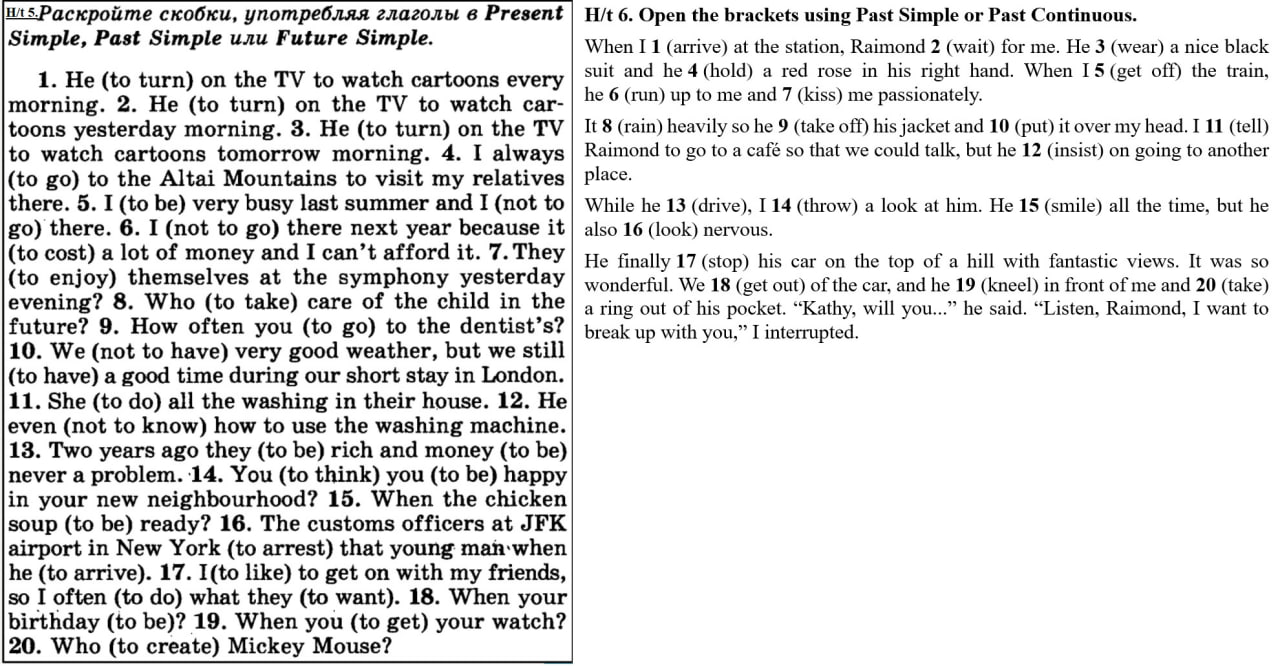 H/t 5.Раскройте скобки, употребляя глаголы в Present
Simple, Past Simple или Future Simple.
1. He (to turn) on the TV to watch cartoons every
morning. 2. He (to turn) on the TV to watch car-
toons yesterday morning. 3. He (to turn) on the TV
to watch cartoons tomorrow morning. 4. I always
(to go) to the Altai Mountains to visit my relatives
there. 5. I (to be) very busy last summer and I (not to
go) there. 6. I (not to go) there next year because it
(to cost) a lot of money and I can't afford it. 7. They
(to enjoy) themselves at the symphony yesterday
evening? 8. Who (to take) care of the child in the
future? 9. How often you (to go) to the dentist's?
10. We (not to have) very good weather, but we still
(to have) a good time during our short stay in London.
11. She (to do) all the washing in their house. 12. He
even (not to know) how to use the washing machine.
13. Two years ago they (to be) rich and money (to be)
never a problem. 14. You (to think) you (to be) happy
in your new neighbourhood? 15. When the chicken
soup (to be) ready? 16. The customs officers at JFK
airport in New York (to arrest) that young man when
he (to arrive). 17. I(to like) to get on with my friends,
so I often (to do) what they (to want). 18. When your
birthday (to be)? 19. When you (to get) your watch?
20. Who (to create) Mickey Mouse?
H/t 6. Open the brackets using Past Simple or Past Continuous.
When I 1 (arrive) at the station, Raimond 2 (wait) for me. He 3 (wear) a nice black
suit and he 4 (hold) a red rose in his right hand. When I 5 (get off) the train,
he 6 (run) up to me and 7 (kiss) me passionately.
It 8 (rain) heavily so he 9 (take off) his jacket and 10 (put) it over my head. I 11 (tell)
Raimond to go to a café so that we could talk, but he 12 (insist) on going to another
place.
While he 13 (drive), I 14 (throw) a look at him. He 15 (smile) all the time, but he
also 16 (look) nervous.
He finally 17 (stop) his car on the top of a hill with fantastic views. It was so
wonderful. We 18 (get out) of the car, and he 19 (kneel) in front of me and 20 (take)
a ring out of his pocket. “Kathy, will you...” he said. “Listen, Raimond, I want to
break up with you,” I interrupted.